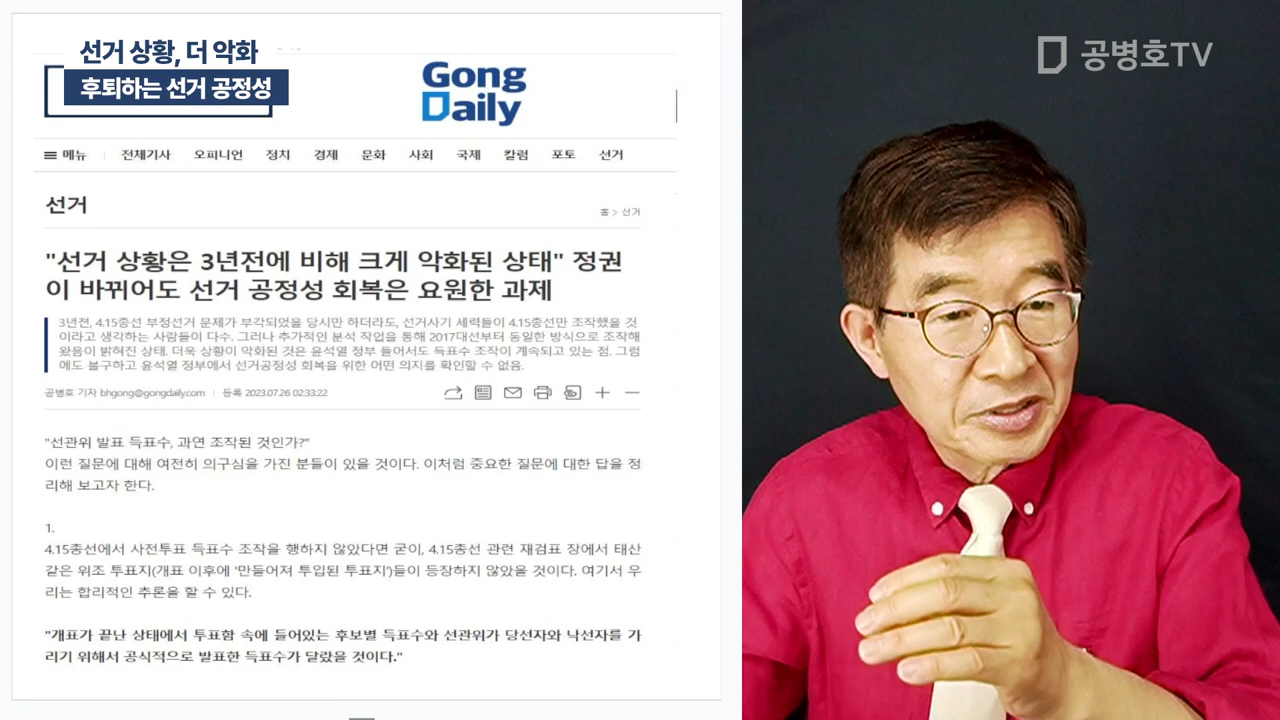 선거 상황, 더 악화
후퇴하는 선거 공정성
Gong
Daily
메뉴 전체기사 오피니언 정치 경제 문화 사회 국제 칼럼 포토 선거
선거
홈 > 선거
"선거 상황은 3년전에 비해 크게 악화된 상태" 정권
이 바뀌어도 선거 공정성 회복은 요원한 과제
3년전, 4.15총선 부정선거 문제가 부각되었을 당시만 하더라도, 선거사기 세력들이 4.15총선만 조작했을 것
이라고 생각하는 사람들이 다수. 그러나 추가적인 분석 작업을 통해 2017대선부터 동일한 방식으로 조작해
왔음이 밝혀진 상태. 더욱 상황이 악화된 것은 윤석열 정부 들어서도 득표수 조작이 계속되고 있는 점. 그럼
에도 불구하고 윤석열 정부에서 선거공정성 회복을 위한 어떤 의지를 확인할 수 없음.
공병호 기자 bhgong@gongdaily.com | 등록 2023.07.26 02:33:22
"선관위 발표 득표수, 과연 조작된 것인가?"
이런 질문에 대해 여전히 의구심을 가진 분들이 있을 것이다. 이처럼 중요한 질문에 대한 답을 정
리해 보고자 한다.
1.
4.15총선에서 사전투표 득표수 조작을 행하지 않았다면 굳이, 4.15총선 관련 재검표 장에서 태산
같은 위조 투표지(개표 이후에 '만들어져 투입된 투표지')들이 등장하지 않았을 것이다. 여기서 우
리는 합리적인 추론을 할 수 있다.
"개표가 끝난 상태에서 투표함 속에 들어있는 후보별 득표수와 선관위가 당선자와 낙선자를 가
리기 위해서 공식적으로 발표한 득표수가 달랐을 것이다."
공병호TV